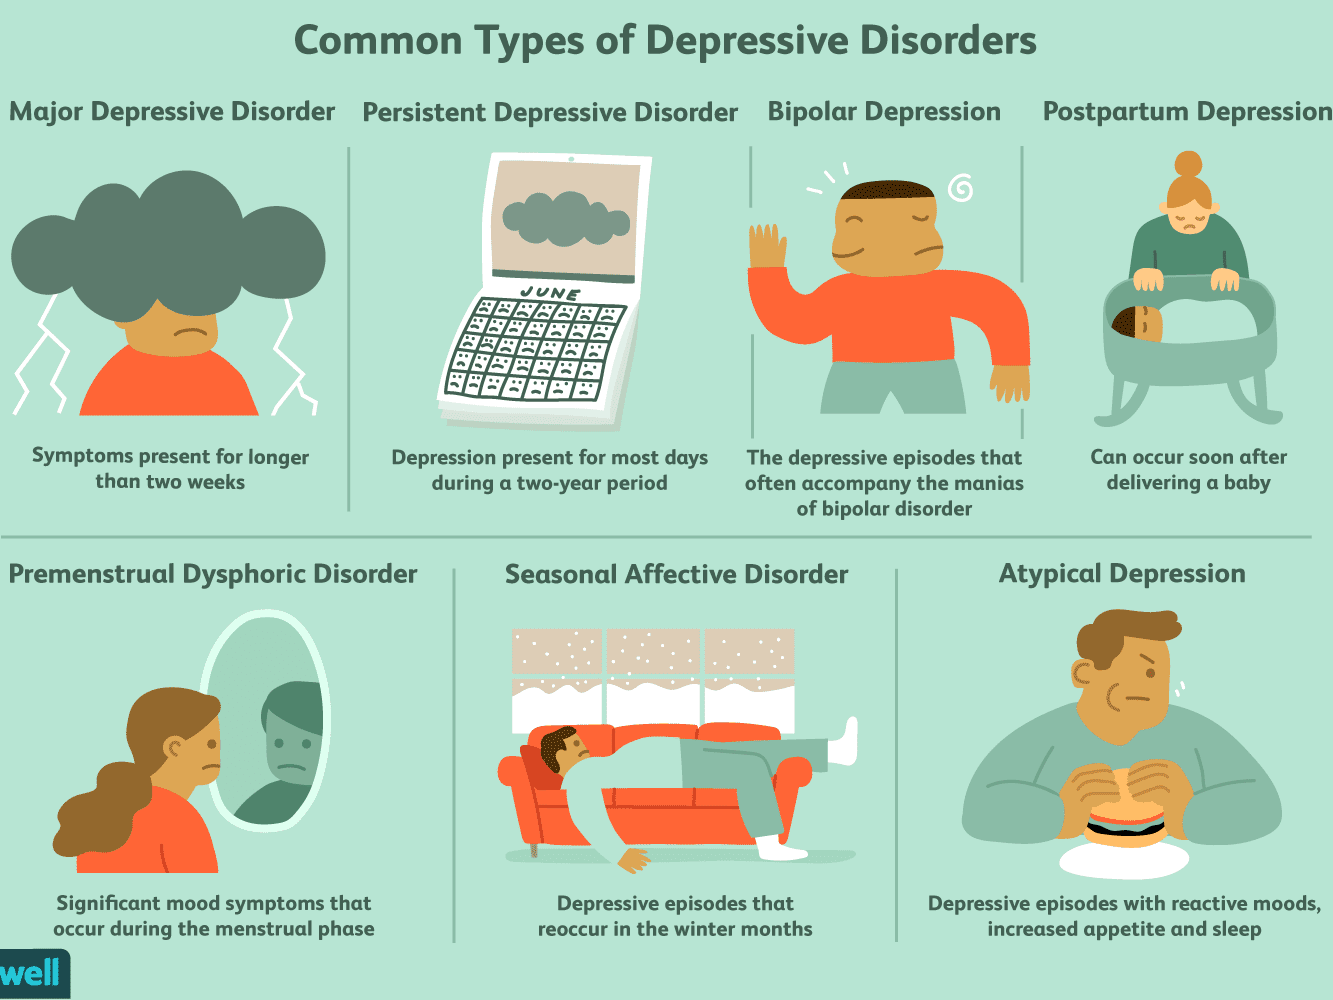 Common Types of Depressive Disorders
Major Depressive Disorder
Persistent Depressive Disorder
Bipolar Depression
Postpartum Depression
JUNE
Symptoms present for longer
than two weeks
Depression present for most days
during a two-year period
The depressive episodes that
often accompany the manias
of bipolar disorder
Can occur soon after
delivering a baby
Premenstrual Dysphoric Disorder
Seasonal Affective Disorder
Atypical Depression
Significant mood symptoms that
occur during the menstrual phase
Depressive episodes that
reoccur in the winter months
Depressive episodes with reactive moods,
increased appetite and sleep
well